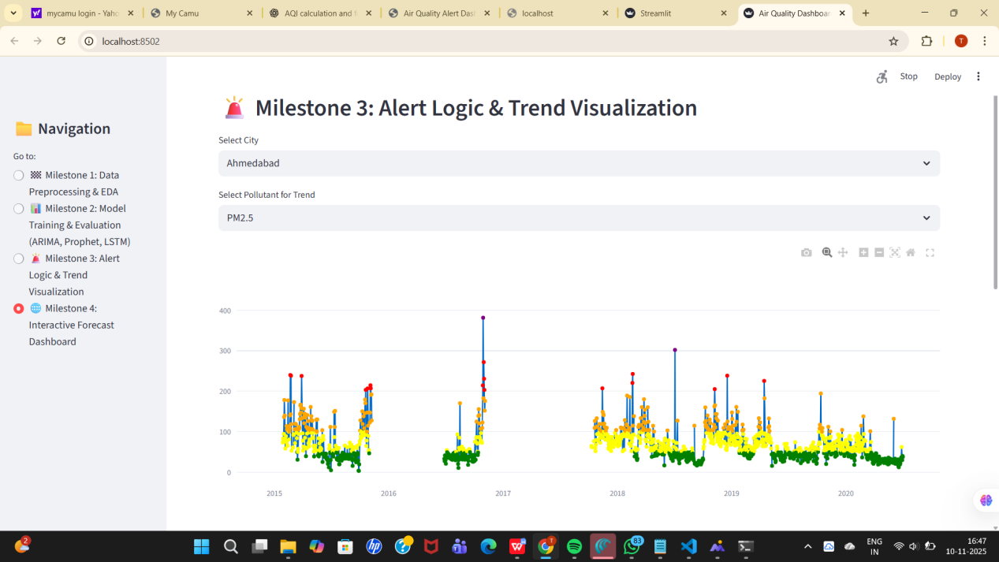 mycamu login - Yaho
My Camu
AQI calculation and f
Air Quality Alert Dash
localhost
Streamlit
Air Quality Dashboar
localhost:8502
T
Stop
Deploy
Navigation
Go to:
Milestone 1: Data
Preprocessing & EDA
Milestone 2: Model
Training & Evaluation
(ARIMA, Prophet, LSTM)
Milestone 3: Alert
Logic & Trend
Visualization
Milestone 4:
Interactive Forecast
Dashboard
Milestone 3: Alert Logic & Trend Visualization
Select City
Ahmedabad
Select Pollutant for Trend
PM2.5
400
300
200
100
0
2015
2016
2017
2018
2019
2020
2
hp
T
83
ENG
IN
16:47
10-11-2025